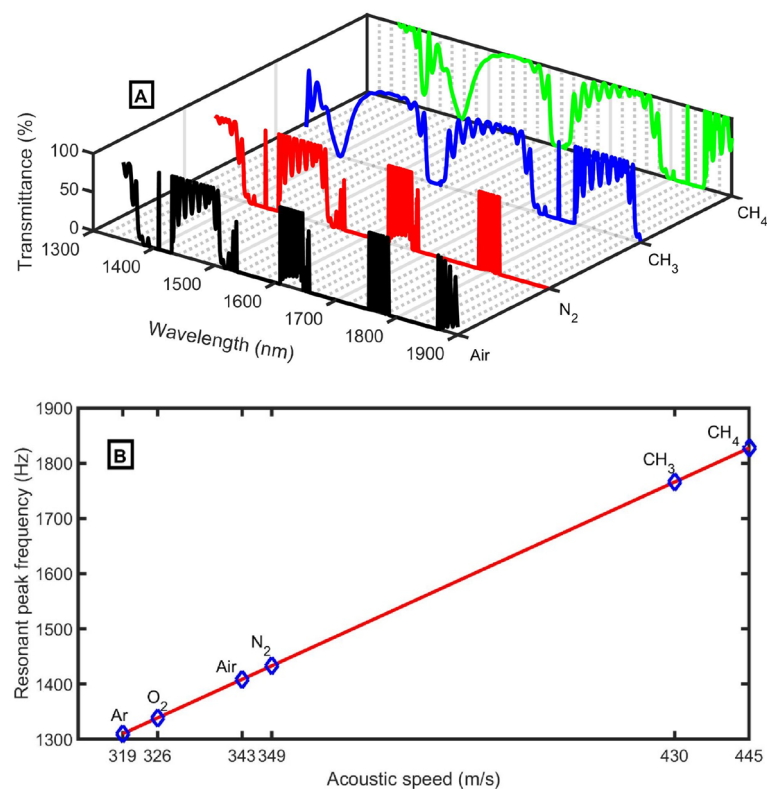 A
Transmittance (%)
100
50
0
1300
1400
1500
1600
1700
1800
1900
Wavelength (nm)
Air
N2
CH3
CH4
B
Resonant peak frequency (Hz)
1900
1800
1700
1600
1500
1400
1300
Ar
O2
Air
N2
CH3
CH4
319 326 343 349 430 445
Acoustic speed (m/s)